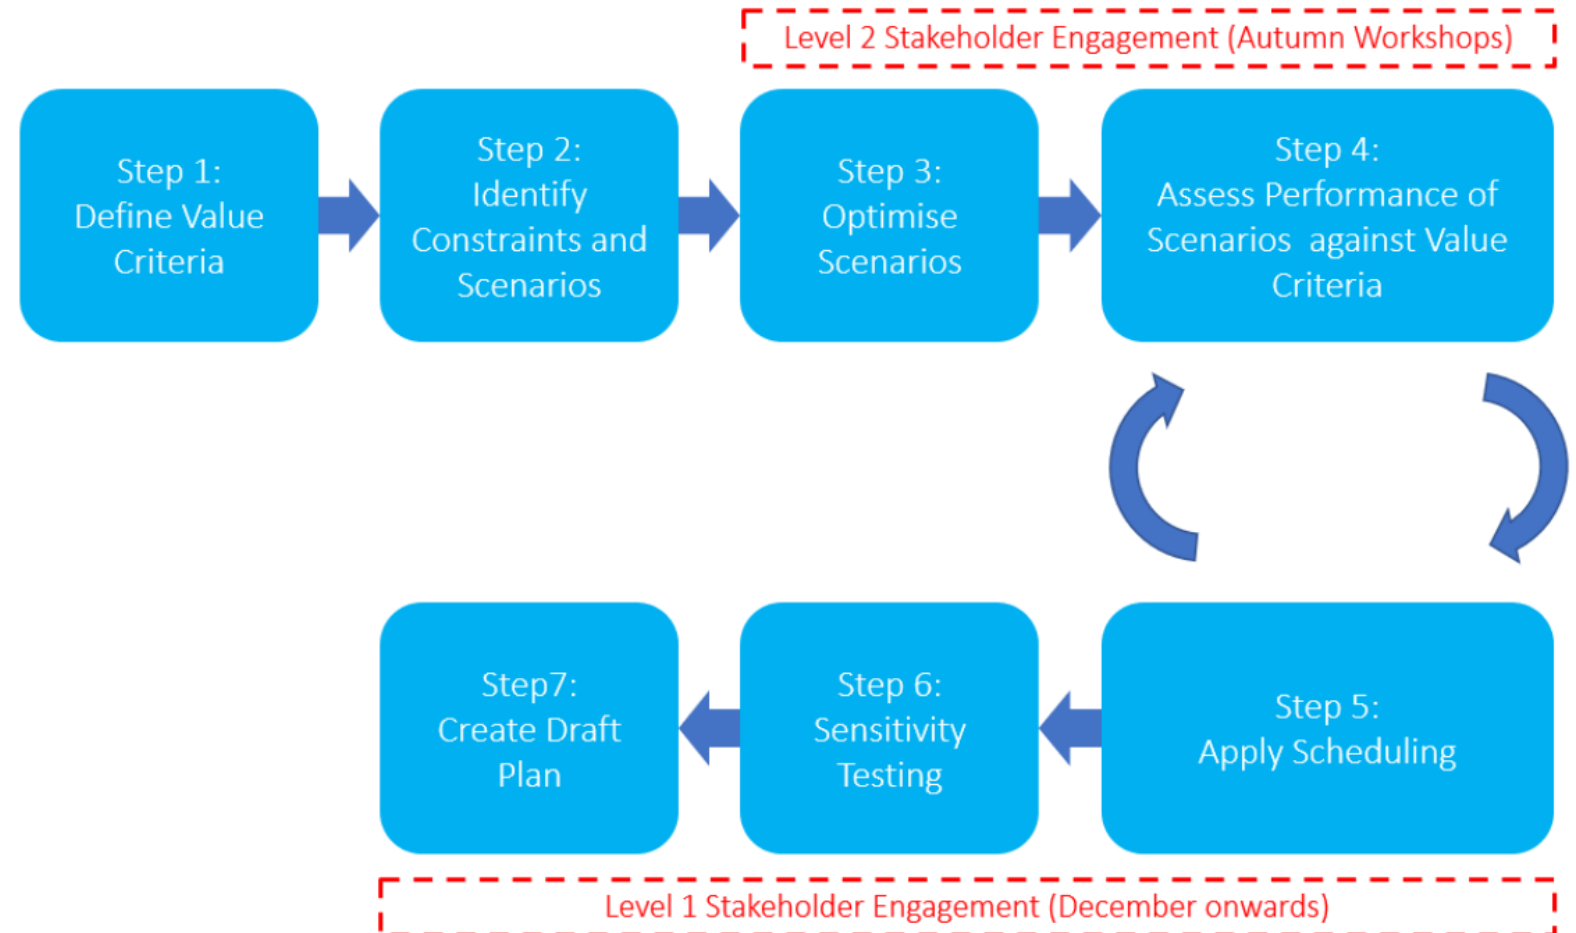 Level 2 Stakeholder Engagement (Autumn Workshops)
Step 1:
Define Value
Criteria
Step 2:
Identify
Constraints and
Scenarios
Step 3:
Optimise
Scenarios
Step 4:
Assess Performance of
Scenarios  against Value
Criteria
Step7:
Create Draft
Plan
Step 6:
Sensitivity
Testing
Step 5:
Apply Scheduling
Level 1 Stakeholder Engagement (December onwards)